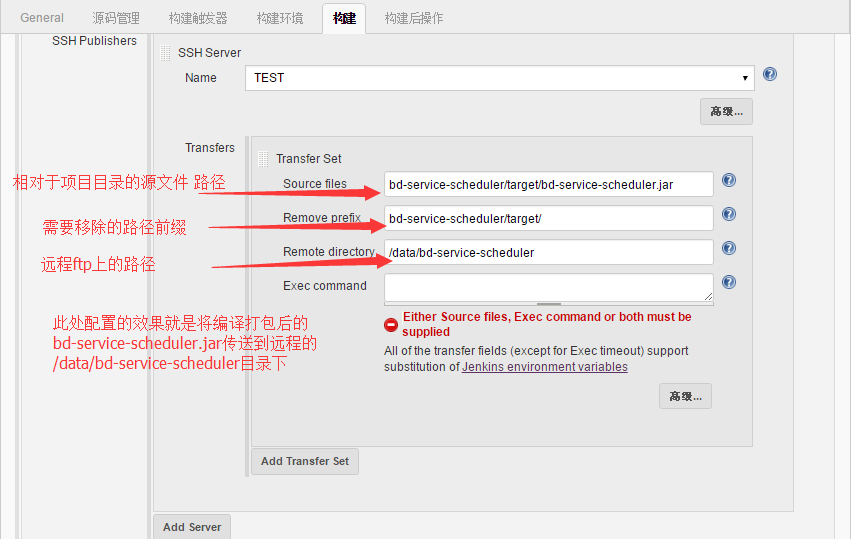 General 源码管理 构建触发器 构建环境 构建 构建后操作
SSH Publishers
SSH Server
Name TEST
高级...
Transfers
Transfer Set
相对于项目目录的源文件 路径
Source files bd-service-scheduler/target/bd-service-scheduler.jar
需要移除的路径前缀
Remove prefix bd-service-scheduler/target/
远程ftp上的路径
Remote directory /data/bd-service-scheduler
Exec command
此处配置的效果就是将编译打包后的
bd-service-scheduler.jar传送到远程的
/data/bd-service-scheduler目录下
Either Source files, Exec command or both must be
supplied
All of the transfer fields (except for Exec timeout) support
substitution of Jenkins environment variables
高级...
Add Transfer Set
Add Server